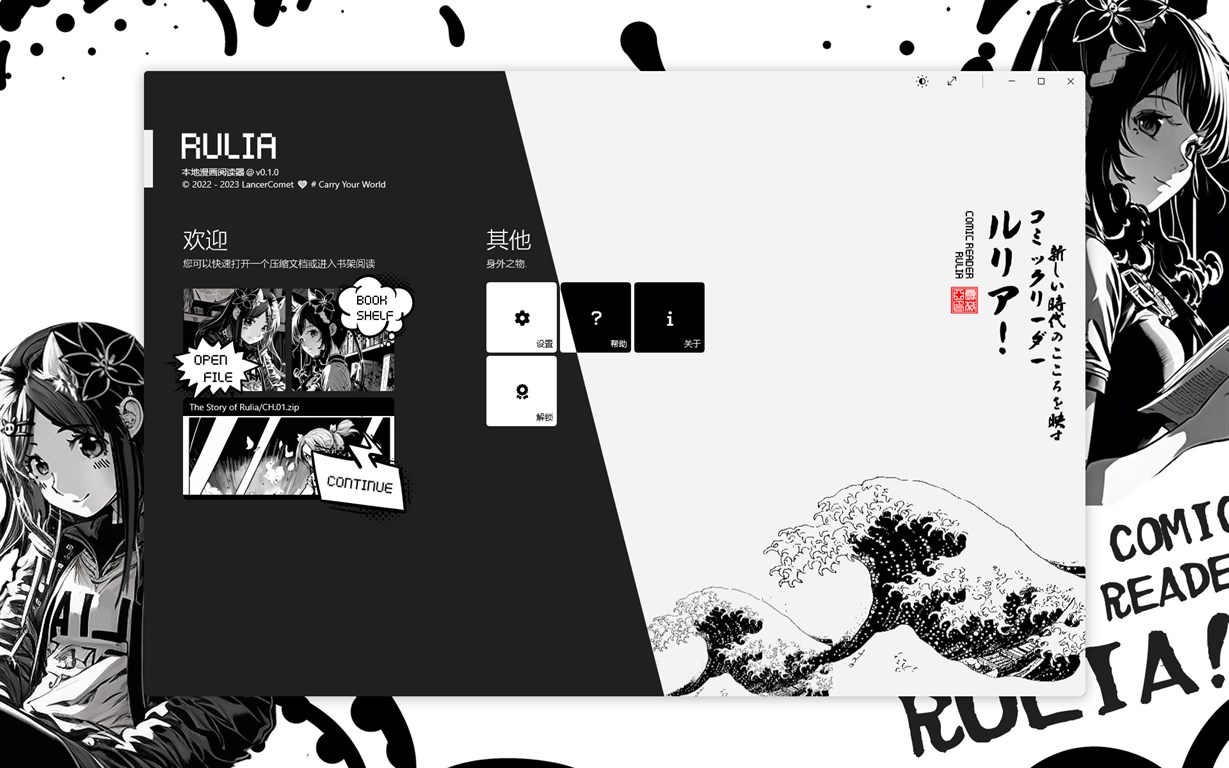 RULIA
本地漫画阅读器 @ v0.1.0
© 2022 - 2023 LancerComet # Carry Your World
欢迎
您可以快速打开一个压缩文档或进入书架阅读
OPEN
FILE
BOOK
SHELF
The Story of Rulia/CH.01.zip
CONTINUE
其他
身外之物.
设置
帮助
关于
解锁
新しい時代のこころを映す
コミックリーダー
ルリア！
COMIC READER
RULIA
COMIC
READE
RULIA!